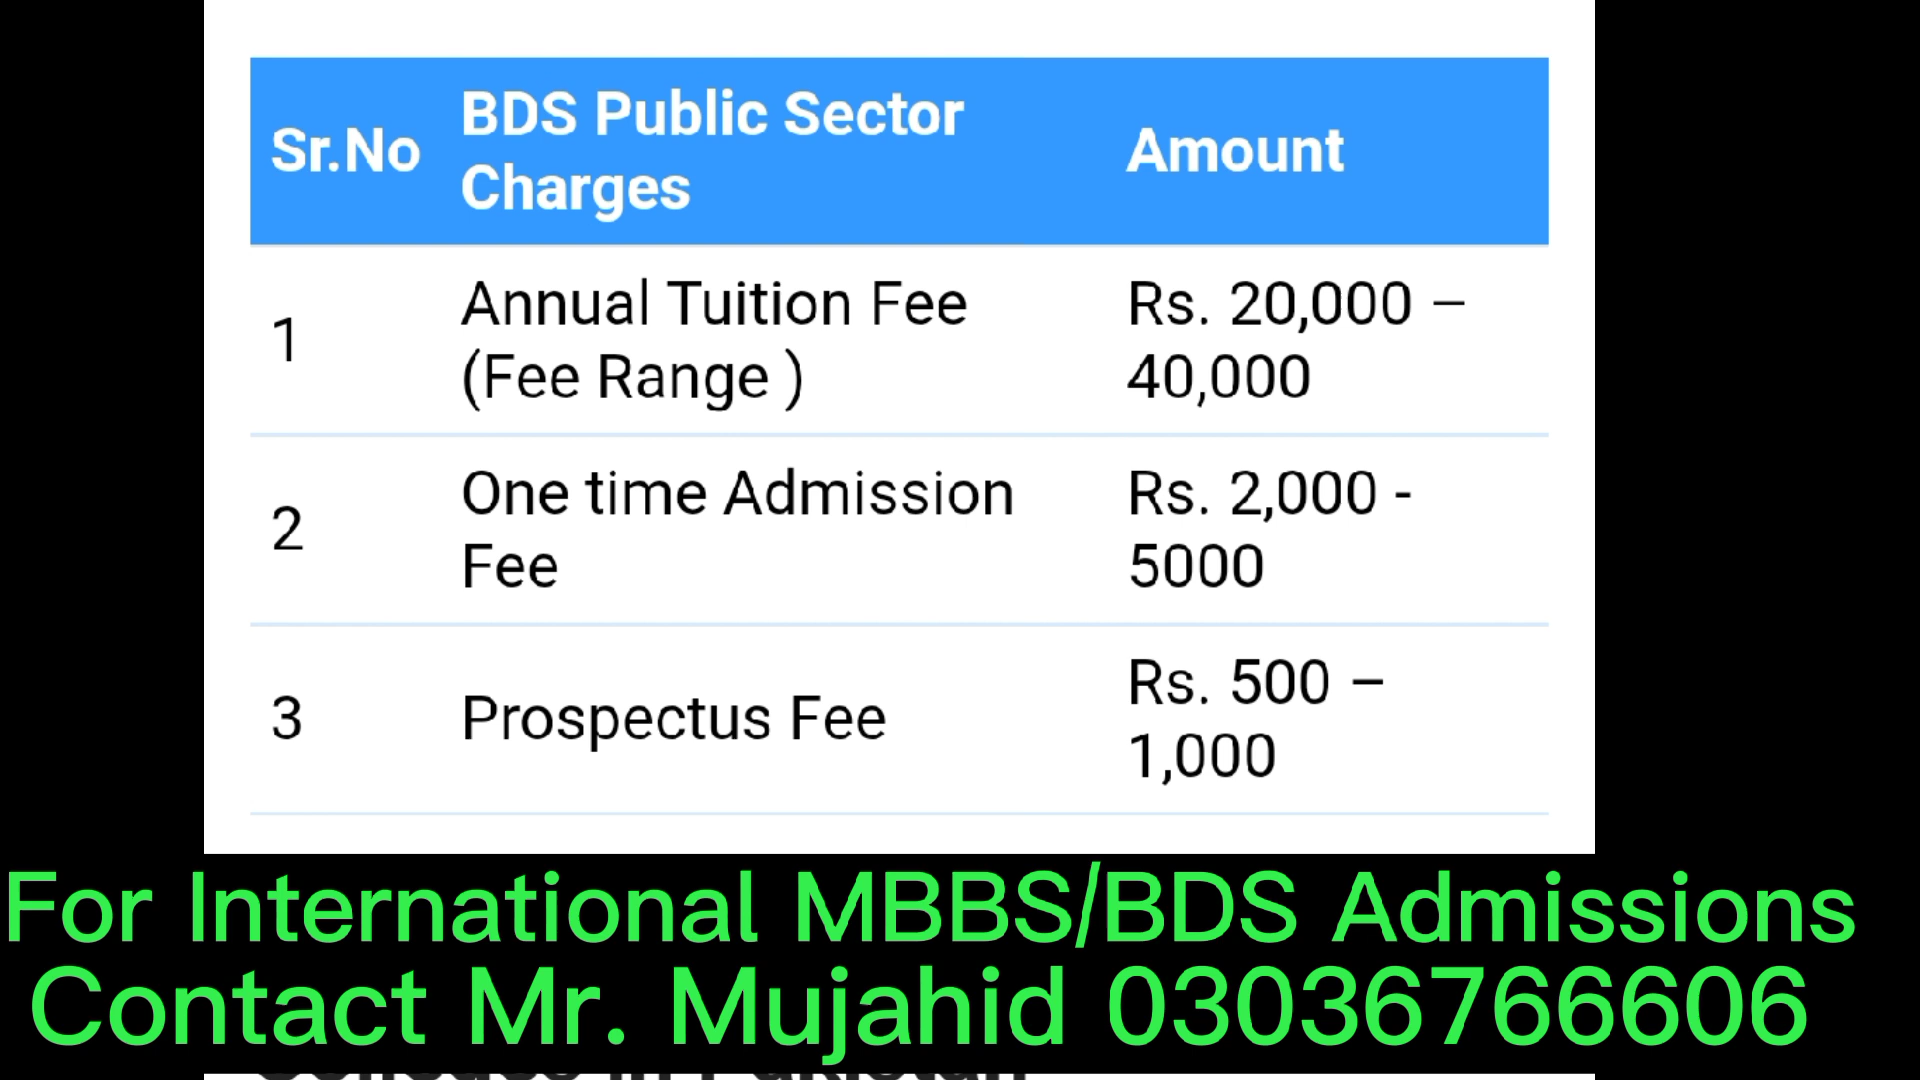 Sr.No
BDS Public Sector
Charges
Amount
1
Annual Tuition Fee
(Fee Range )
Rs. 20,000 –
40,000
2
One time Admission
Fee
Rs. 2,000 -
5000
3
Prospectus Fee
Rs. 500 –
1,000
For International MBBS/BDS Admissions
Contact Mr. Mujahid 03036766606